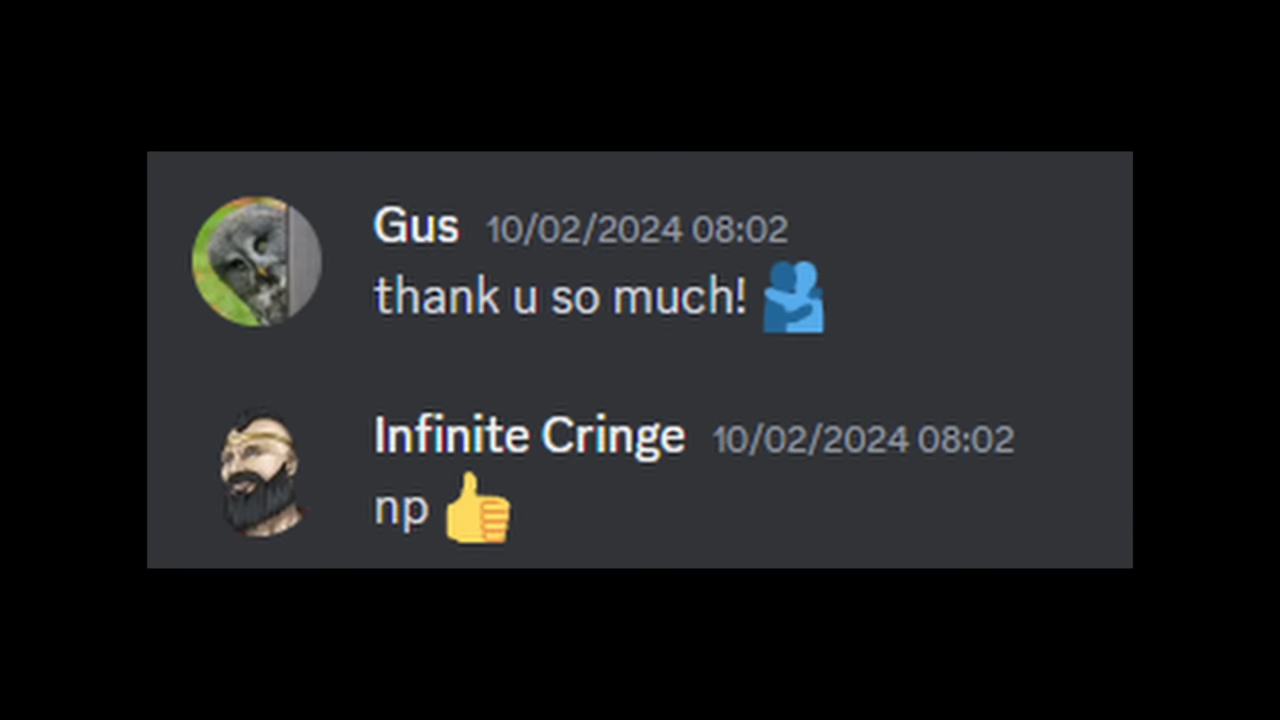 Gus 10/02/2024 08:02
thank u so much! 🫂
Infinite Cringe 10/02/2024 08:02
np 👍